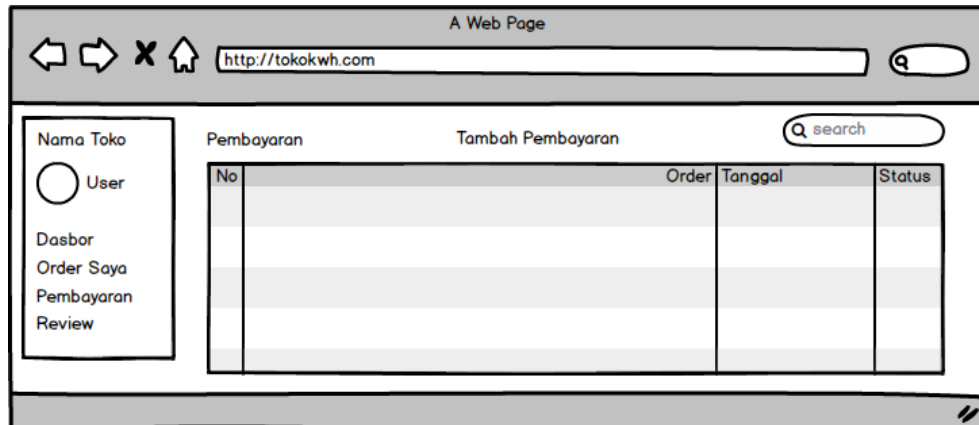 A Web Page
http://tokokwh.com
Nama Toko
User
Dasbor
Order Saya
Pembayaran
Review
Pembayaran
Tambah Pembayaran
search
No Order Tanggal Status